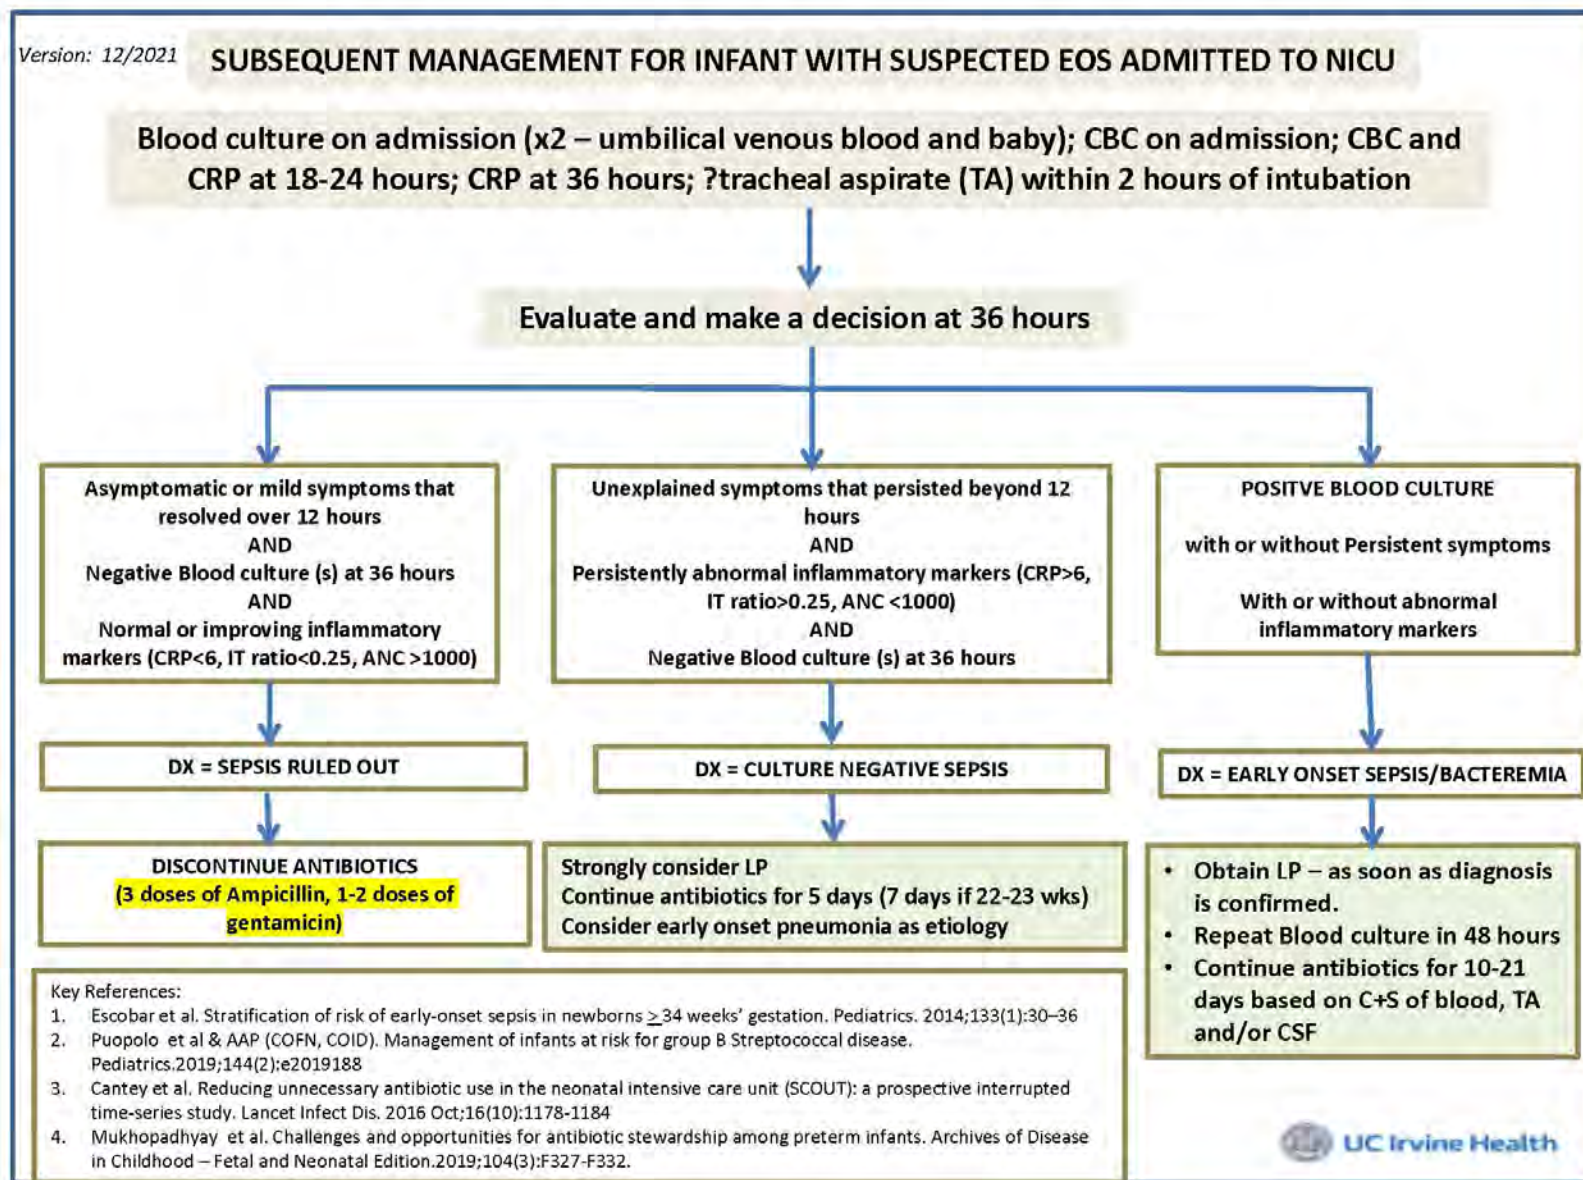 Version: 12/2021
SUBSEQUENT MANAGEMENT FOR INFANT WITH SUSPECTED EOS ADMITTED TO NICU
Blood culture on admission (x2 – umbilical venous blood and baby); CBC on admission; CBC and
CRP at 18-24 hours; CRP at 36 hours; ?tracheal aspirate (TA) within 2 hours of intubation
Evaluate and make a decision at 36 hours
Asymptomatic or mild symptoms that
resolved over 12 hours
AND
Negative Blood culture (s) at 36 hours
AND
Normal or improving inflammatory
markers (CRP<6, IT ratio<0.25, ANC >1000)
DX = SEPSIS RULED OUT
DISCONTINUE ANTIBIOTICS
(3 doses of Ampicillin, 1-2 doses of
gentamicin)
Unexplained symptoms that persisted beyond 12
hours
AND
Persistently abnormal inflammatory markers (CRP>6,
IT ratio>0.25, ANC <1000)
AND
Negative Blood culture (s) at 36 hours
DX = CULTURE NEGATIVE SEPSIS
Strongly consider LP
Continue antibiotics for 5 days (7 days if 22-23 wks)
Consider early onset pneumonia as etiology
POSITVE BLOOD CULTURE
with or without Persistent symptoms
With or without abnormal
inflammatory markers
DX = EARLY ONSET SEPSIS/BACTEREMIA
• Obtain LP – as soon as diagnosis
is confirmed.
• Repeat Blood culture in 48 hours
• Continue antibiotics for 10-21
days based on C+S of blood, TA
and/or CSF
Key References:
1. Escobar et al. Stratification of risk of early-onset sepsis in newborns ≥34 weeks' gestation. Pediatrics. 2014;133(1):30–36
2. Puopolo et al & AAP (COFN, COID). Management of infants at risk for group B Streptococcal disease.
Pediatrics.2019;144(2):e2019188
3. Cantey et al. Reducing unnecessary antibiotic use in the neonatal intensive care unit (SCOUT): a prospective interrupted
time-series study. Lancet Infect Dis. 2016 Oct;16(10):1178-1184
4. Mukhopadhyay et al. Challenges and opportunities for antibiotic stewardship among preterm infants. Archives of Disease
in Childhood – Fetal and Neonatal Edition.2019;104(3):F327-F332.
UC Irvine Health